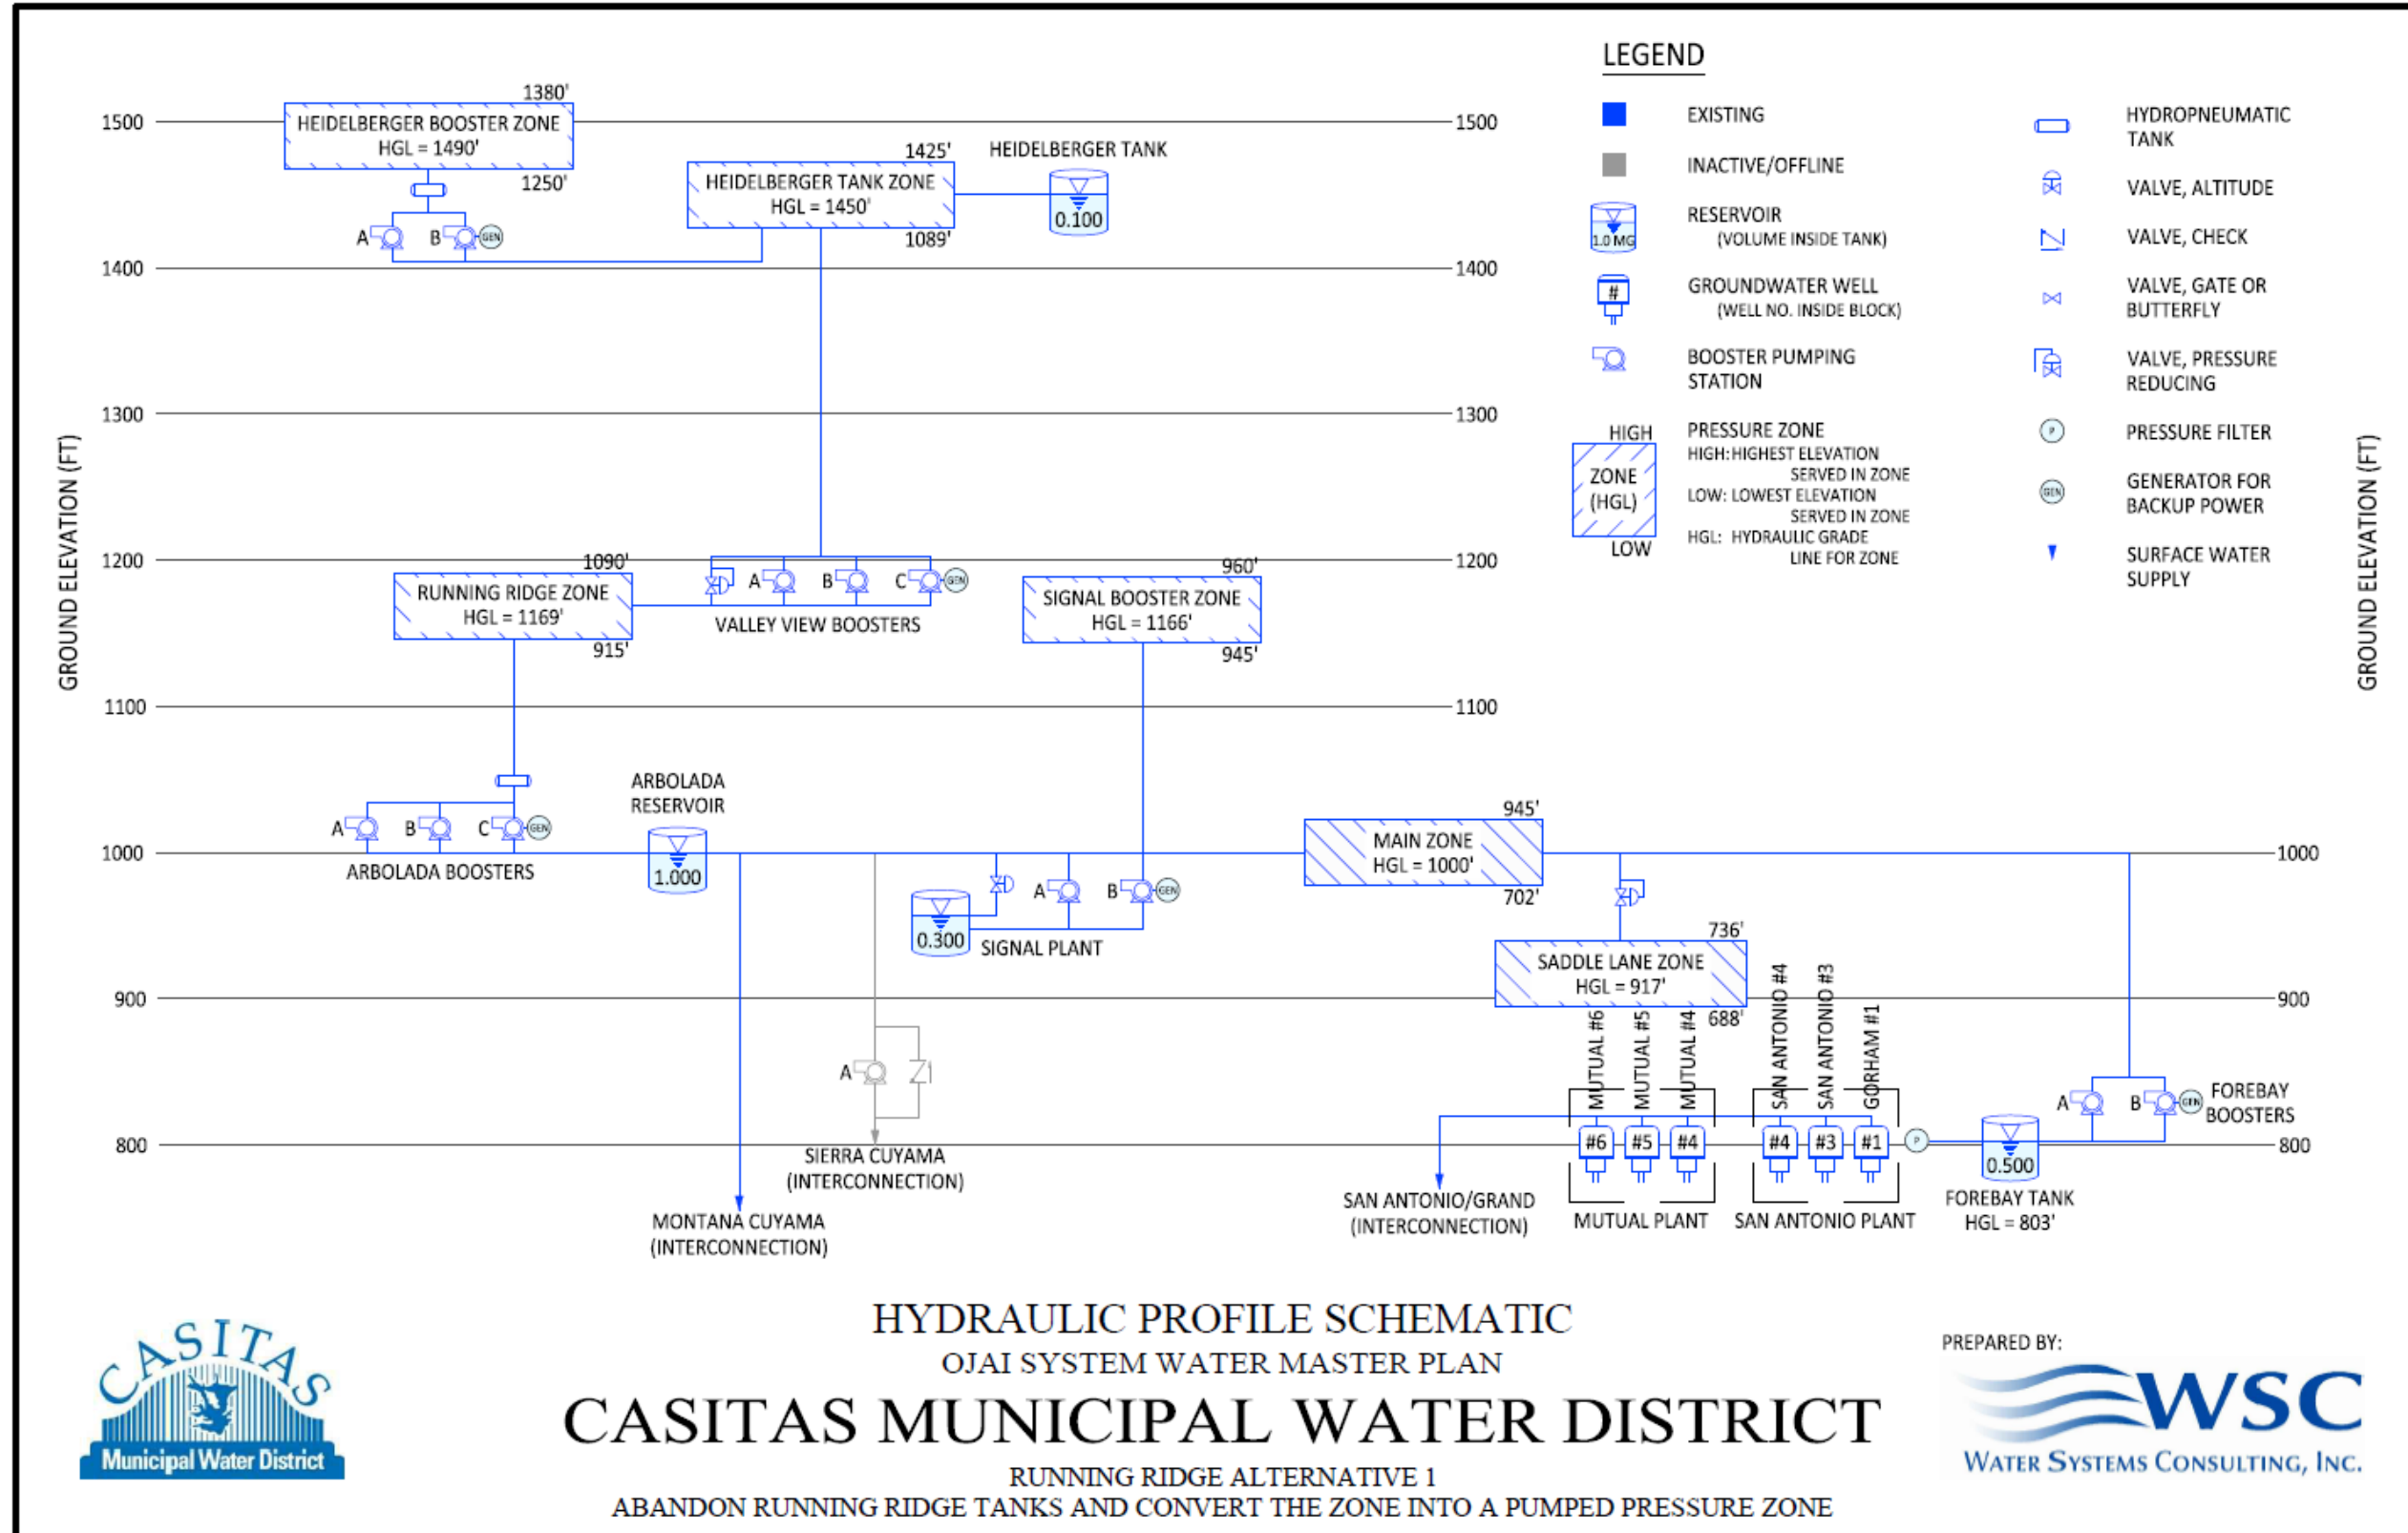 LEGEND
EXISTING
INACTIVE/OFFLINE
RESERVOIR
(VOLUME INSIDE TANK)
1.0 MG
GROUNDWATER WELL
(WELL NO. INSIDE BLOCK)
#
BOOSTER PUMPING
STATION
HIGH
ZONE
(HGL)
LOW
PRESSURE ZONE
HIGH: HIGHEST ELEVATION
SERVED IN ZONE
LOW: LOWEST ELEVATION
SERVED IN ZONE
HGL: HYDRAULIC GRADE
LINE FOR ZONE
HYDROPNEUMATIC
TANK
VALVE, ALTITUDE
VALVE, CHECK
VALVE, GATE OR
BUTTERFLY
VALVE, PRESSURE
REDUCING
P
PRESSURE FILTER
GEN
GENERATOR FOR
BACKUP POWER
SURFACE WATER
SUPPLY
GROUND ELEVATION (FT)
1500
1400
1300
1200
1100
1000
900
800
1500
1400
1300
1200
1100
1000
900
800
GROUND ELEVATION (FT)
1380'
HEIDELBERGER BOOSTER ZONE
HGL = 1490'
1250'
A
B
GEN
1425'
HEIDELBERGER TANK ZONE
HGL = 1450'
1089'
HEIDELBERGER TANK
0.100
1090'
RUNNING RIDGE ZONE
HGL = 1169'
915'
A
B
C
GEN
VALLEY VIEW BOOSTERS
960'
SIGNAL BOOSTER ZONE
HGL = 1166'
945'
A
B
C
GEN
ARBOLADA BOOSTERS
ARBOLADA
RESERVOIR
1.000
0.300
A
B
GEN
SIGNAL PLANT
945'
MAIN ZONE
HGL = 1000'
702'
736'
SADDLE LANE ZONE
HGL = 917'
688'
A
SIERRA CUYAMA
(INTERCONNECTION)
MONTANA CUYAMA
(INTERCONNECTION)
SAN ANTONIO/GRAND
(INTERCONNECTION)
MUTUAL #6
MUTUAL #5
MUTUAL #4
SAN ANTONIO #4
SAN ANTONIO #3
GORHAM #1
#6
#5
#4
#4
#3
#1
P
MUTUAL PLANT
SAN ANTONIO PLANT
0.500
FOREBAY TANK
HGL = 803'
A
B
GEN
FOREBAY
BOOSTERS
HYDRAULIC PROFILE SCHEMATIC
OJAI SYSTEM WATER MASTER PLAN
CASITAS MUNICIPAL WATER DISTRICT
RUNNING RIDGE ALTERNATIVE 1
ABANDON RUNNING RIDGE TANKS AND CONVERT THE ZONE INTO A PUMPED PRESSURE ZONE
CASITAS
Municipal Water District
PREPARED BY:
WSC
WATER SYSTEMS CONSULTING, INC.